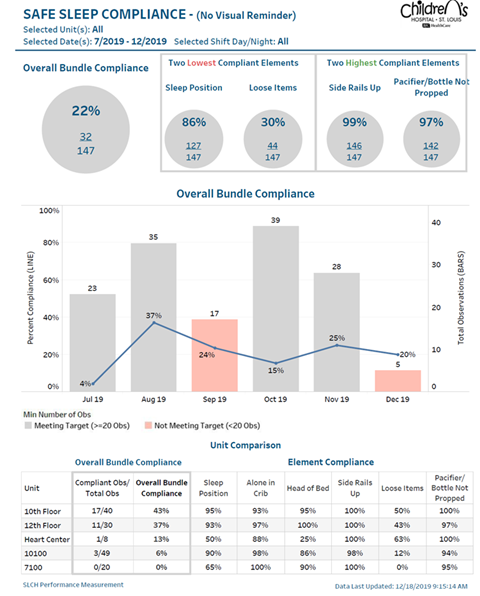 SAFE SLEEP COMPLIANCE - (No Visual Reminder)
Selected Unit(s): All
Selected Date(s): 7/2019 - 12/2019 Selected Shift Day/Night: All
Children's
HOSPITAL • ST. LOUIS
BJC HealthCare
Overall Bundle Compliance
22%
32
147
Two Lowest Compliant Elements
Sleep Position Loose Items
86% 30%
127 44
147 147
Two Highest Compliant Elements
Side Rails Up Pacifier/Bottle Not
Propped
99% 97%
146 142
147 147
Overall Bundle Compliance
Percent Compliance (LINE)
100%
80%
60%
40%
20%
0%
23 35 17 39 28 5
4% 37% 24% 15% 25% 20%
Jul 19 Aug 19 Sep 19 Oct 19 Nov 19 Dec 19
40
30
20
10
0
Total Observations (BARS)
Min Number of Obs
Meeting Target (>=20 Obs) Not Meeting Target (<20 Obs)
Unit Comparison
Overall Bundle Compliance Element Compliance
Unit Compliant Obs/ Total Obs Overall Bundle Compliance Sleep Position Alone in Crib Head of Bed Side Rails Up Loose Items Pacifier/ Bottle Not Propped
10th Floor 17/40 43% 95% 93% 95% 100% 50% 100%
12th Floor 11/30 37% 93% 97% 100% 100% 43% 97%
Heart Center 1/8 13% 50% 88% 25% 100% 63% 100%
10100 3/49 6% 90% 98% 86% 98% 12% 94%
7100 0/20 0% 65% 100% 90% 100% 0% 95%
SLCH Performance Measurement Data Last Updated: 12/18/2019 9:15:14 AM